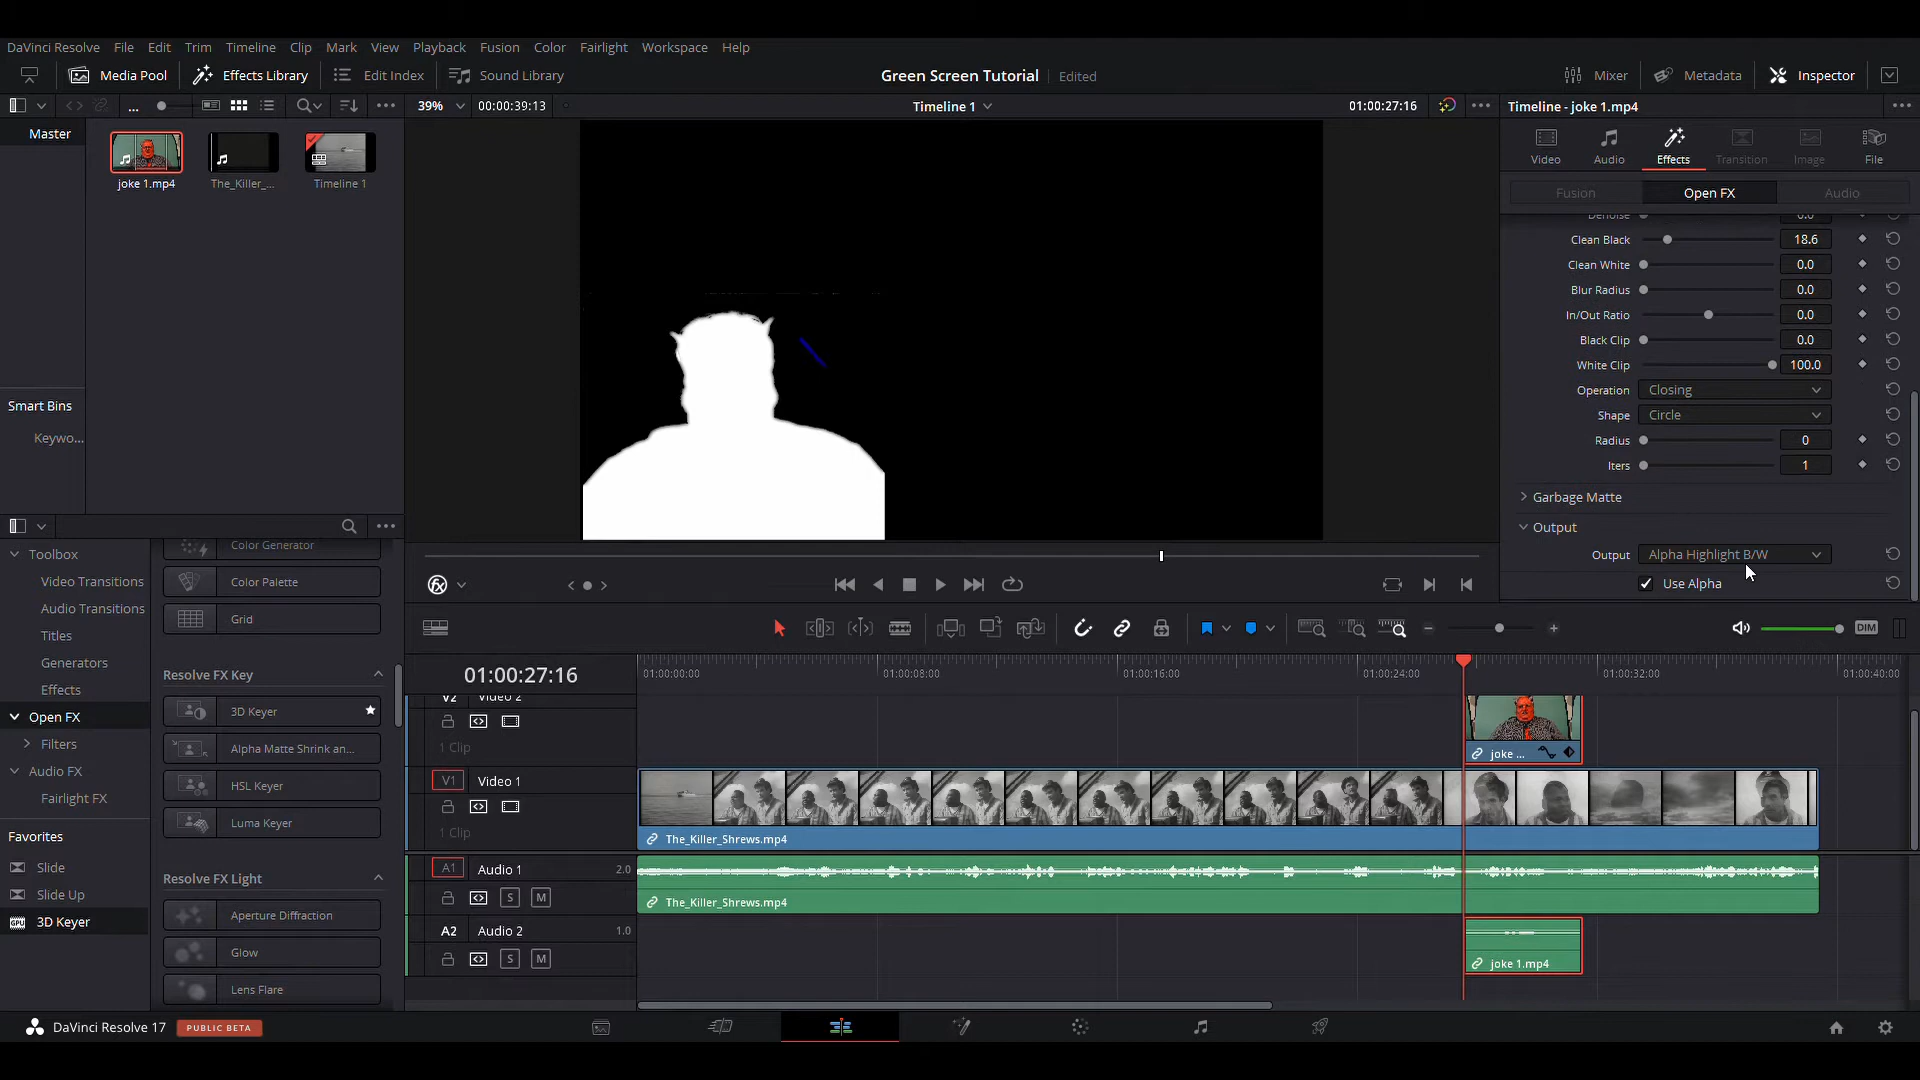 DaVinci Resolve File Edit Trim Timeline Clip Mark View Playback Fusion Color Fairlight Workspace Help
Media Pool Effects Library Edit Index Sound Library Green Screen Tutorial Edited Mixer Metadata Inspector
39% 00:00:39:13 Timeline 1 01:00:27:16 Timeline - joke 1.mp4
Master
joke 1.mp4 The_Killer_... Timeline 1
Video Audio Effects Transition Image File
Fusion Open FX Audio
Denoise 0.0
Clean Black 18.6
Clean White 0.0
Blur Radius 0.0
In/Out Ratio 0.0
Black Clip 0.0
White Clip 100.0
Operation Closing
Shape Circle
Radius 0
Iters 1
Garbage Matte
Output
Output Alpha Highlight B/W
Use Alpha
Smart Bins
Keywo...
Toolbox
Video Transitions
Audio Transitions
Titles
Generators
Effects
Open FX
Filters
Audio FX
Fairlight FX
Favorites
Slide
Slide Up
3D Keyer
Color Generator
Color Palette
Grid
Resolve FX Key
3D Keyer
Alpha Matte Shrink an...
HSL Keyer
Luma Keyer
Resolve FX Light
Aperture Diffraction
Glow
Lens Flare
DIM
01:00:27:16
01:00:00:00 01:00:08:00 01:00:16:00 01:00:24:00 01:00:32:00 01:00:40:00
V2 Video 2
1 Clip
joke ...
V1 Video 1
1 Clip
The_Killer_Shrews.mp4
A1 Audio 1 2.0
S M
The_Killer_Shrews.mp4
A2 Audio 2 1.0
S M
joke 1.mp4
DaVinci Resolve 17 PUBLIC BETA